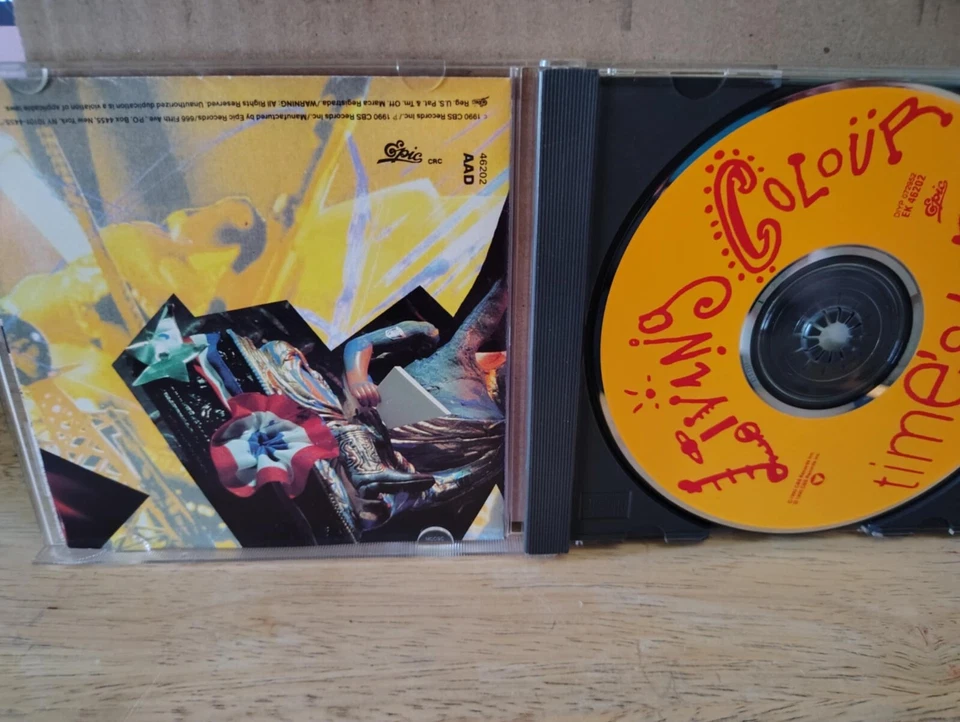 ℗ 1990 CBS Records Inc./℗ 1990 CBS Records Inc./Manufactured by Epic Records/666 Fifth Ave., P.O. Box 4455, New York, NY 10101-4455
Epic Reg. U.S. Pat. & Tm. Off. Marca Registrada./WARNING: All Rights Reserved. Unauthorized duplication is a violation of applicable laws.
Epic CRC
46202
AAD
LiViNG COLOUR
timE's
EK 46202
Epic